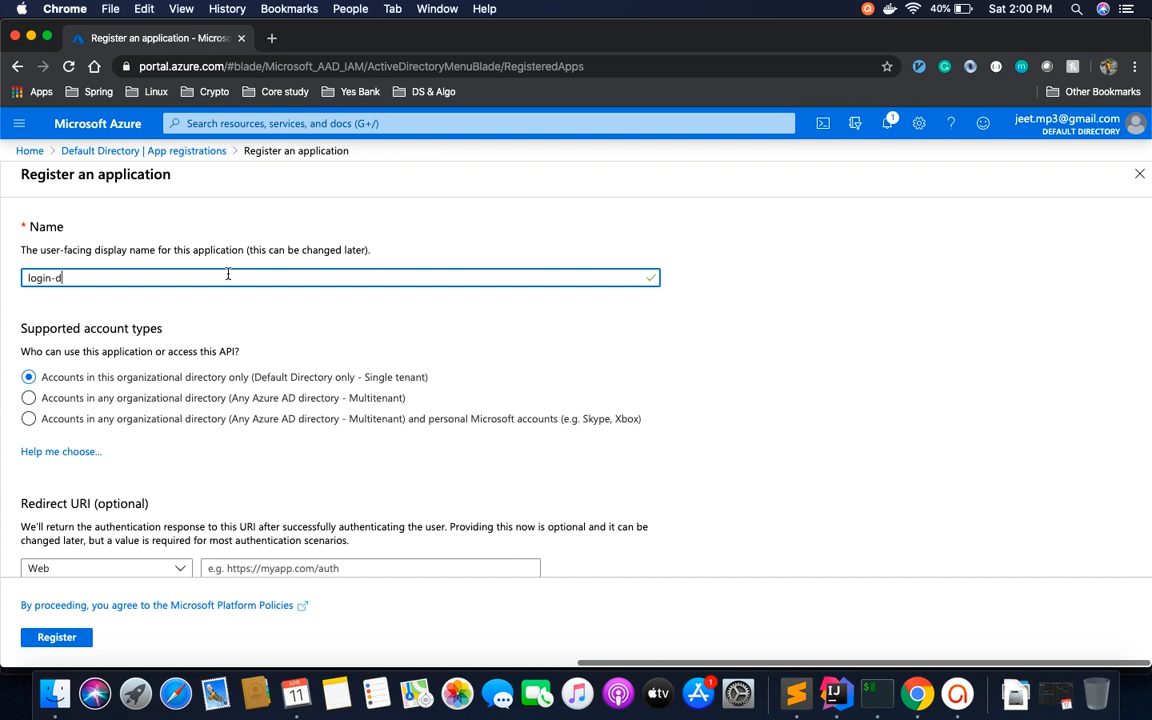 Chrome File Edit View History Bookmarks People Tab Window Help 40% Sat 2:00 PM
Register an application - Micros
portal.azure.com/#blade/Microsoft_AAD_IAM/ActiveDirectoryMenuBlade/RegisteredApps
Apps Spring Linux Crypto Core study Yes Bank DS & Algo Other Bookmarks
Microsoft Azure Search resources, services, and docs (G+/) 1 jeet.mp3@gmail.com
DEFAULT DIRECTORY
Home > Default Directory | App registrations > Register an application
Register an application
* Name
The user-facing display name for this application (this can be changed later).
login-d
Supported account types
Who can use this application or access this API?
Accounts in this organizational directory only (Default Directory only - Single tenant)
Accounts in any organizational directory (Any Azure AD directory - Multitenant)
Accounts in any organizational directory (Any Azure AD directory - Multitenant) and personal Microsoft accounts (e.g. Skype, Xbox)
Help me choose...
Redirect URI (optional)
We'll return the authentication response to this URI after successfully authenticating the user. Providing this now is optional and it can be
changed later, but a value is required for most authentication scenarios.
Web e.g. https://myapp.com/auth
By proceeding, you agree to the Microsoft Platform Policies
Register
11 tv 1 IJ $